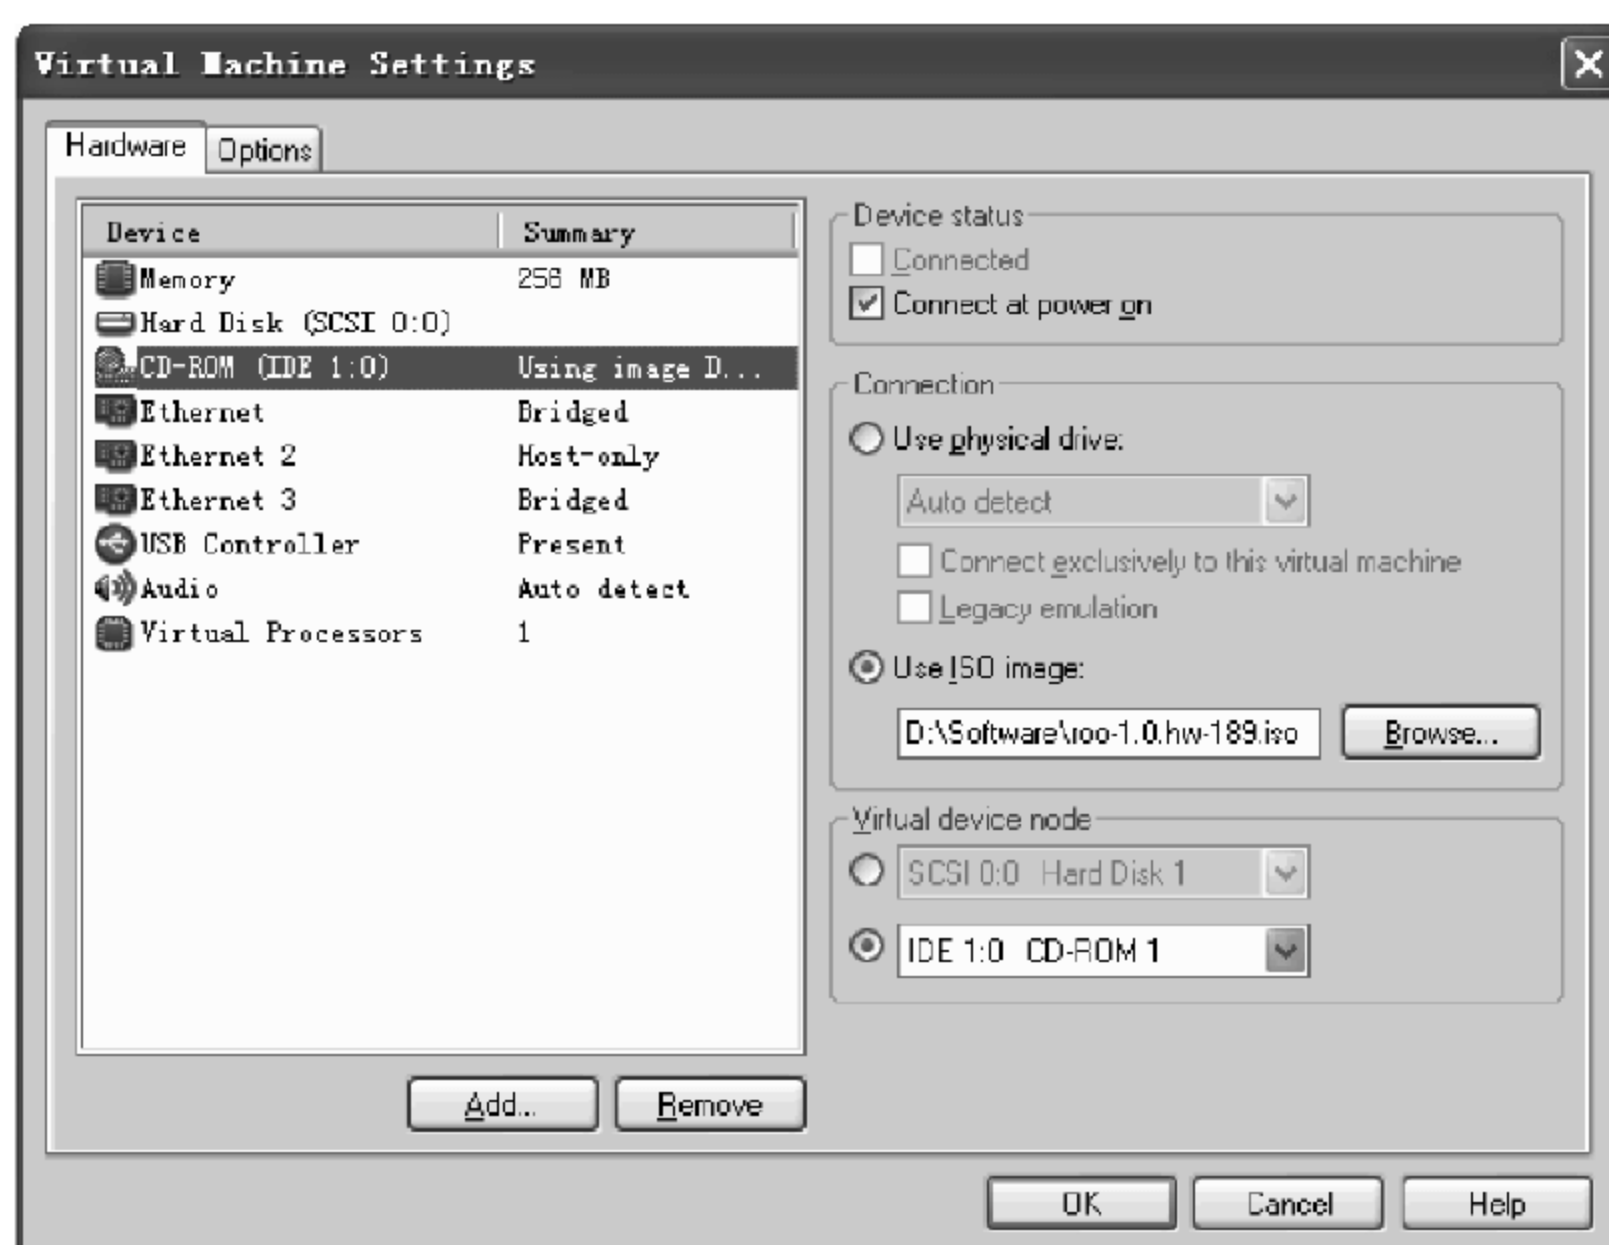 Virtual Machine Settings
Hardware Options
Device Summary
Memory 256 MB
Hard Disk (SCSI 0:0)
CD-ROM (IDE 1:0) Using image D...
Ethernet Bridged
Ethernet 2 Host-only
Ethernet 3 Bridged
USB Controller Present
Audio Auto detect
Virtual Processors 1
Add... Remove
Device status
Connected
Connect at power on
Connection
Use physical drive:
Auto detect
Connect exclusively to this virtual machine
Legacy emulation
Use ISO image:
D:\Software\roo-1.0.hw-189.iso Browse...
Virtual device node
SCSI 0:0 Hard Disk 1
IDE 1:0 CD-ROM 1
OK Cancel Help